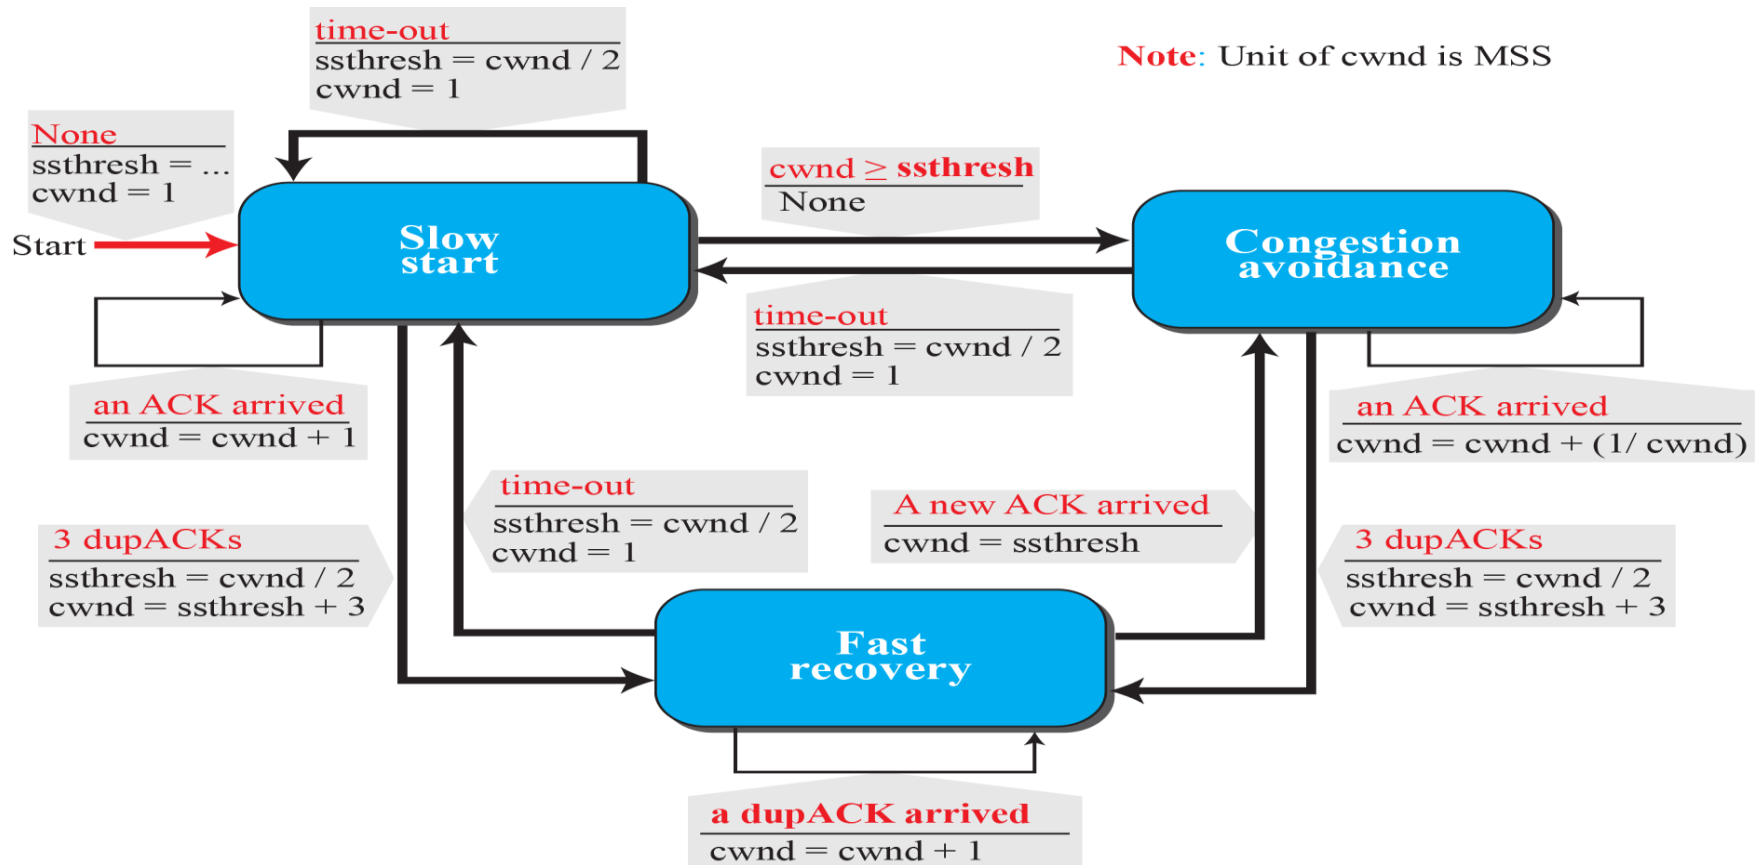 time-out
ssthresh = cwnd / 2
cwnd = 1
Note: Unit of cwnd is MSS
None
ssthresh = ...
cwnd = 1
Start
Slow
start
cwnd ≥ ssthresh
None
Congestion
avoidance
time-out
ssthresh = cwnd / 2
cwnd = 1
an ACK arrived
cwnd = cwnd + 1
an ACK arrived
cwnd = cwnd + (1/ cwnd)
3 dupACKs
ssthresh = cwnd / 2
cwnd = ssthresh + 3
time-out
ssthresh = cwnd / 2
cwnd = 1
A new ACK arrived
cwnd = ssthresh
3 dupACKs
ssthresh = cwnd / 2
cwnd = ssthresh + 3
Fast
recovery
a dupACK arrived
cwnd = cwnd + 1